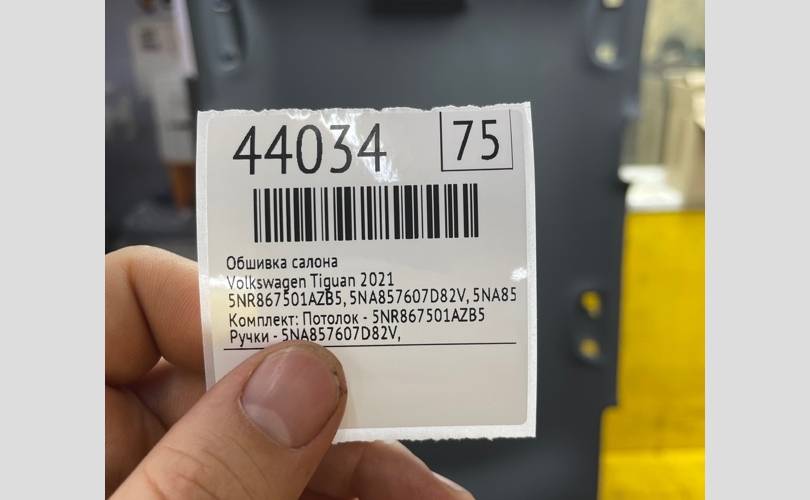 44034
75
Обшивка салона
Volkswagen Tiguan 2021
5NR867501AZB5, 5NA857607D82V, 5NA85
Комплект: Потолок - 5NR867501AZB5
Ручки - 5NA857607D82V,